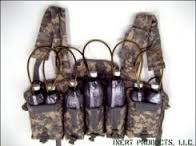 INERT PRODUCTS, LLC.